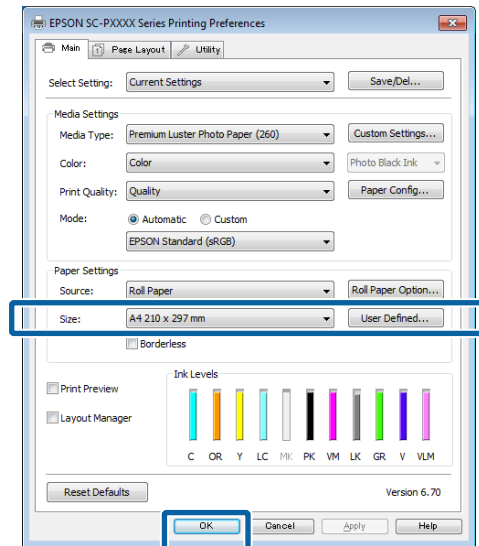 EPSON SC-PXXXX Series Printing Preferences
Main Page Layout Utility
Select Setting: Current Settings Save/Del...
Media Settings
Media Type: Premium Luster Photo Paper (260) Custom Settings...
Color: Color Photo Black Ink
Print Quality: Quality Paper Config...
Mode: Automatic Custom
EPSON Standard (sRGB)
Paper Settings
Source: Roll Paper Roll Paper Option...
Size: A4 210 x 297 mm User Defined...
Borderless
Ink Levels
Print Preview
Layout Manager
C OR Y LC MK PK VM LK GR V VLM
Reset Defaults Version 6.70
OK Cancel Apply Help